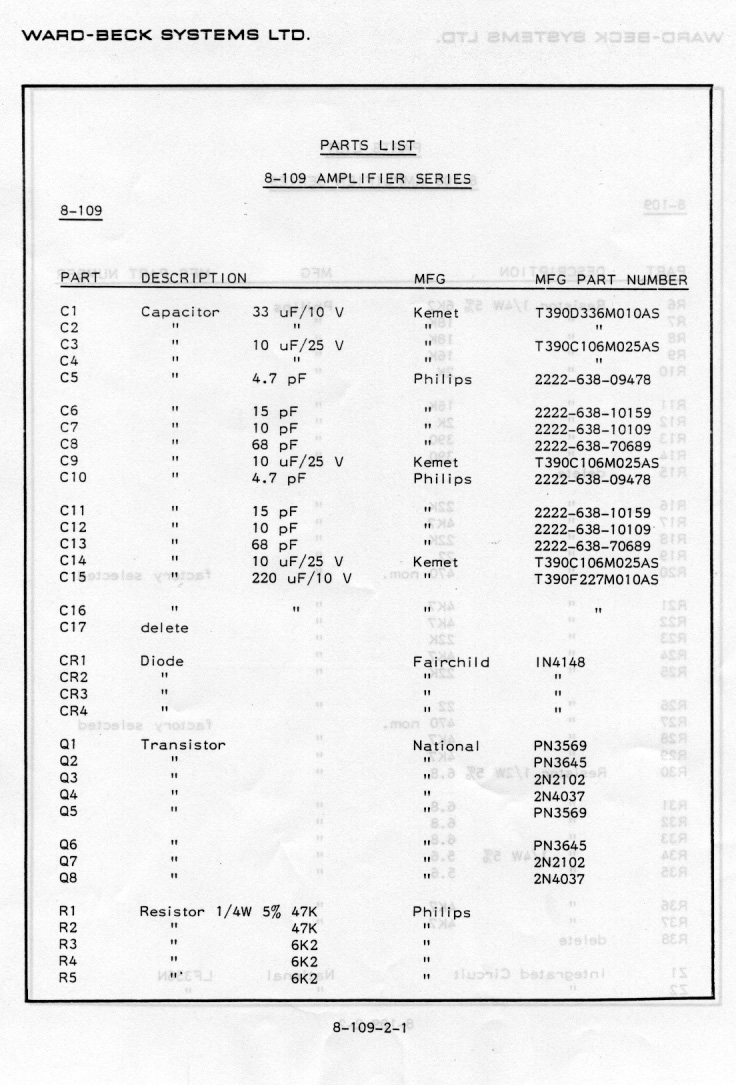 WARD-BECK SYSTEMS LTD.
PARTS LIST
8-109 AMPLIFIER SERIES
8-109
PART DESCRIPTION MFG MFG PART NUMBER
C1 Capacitor 33 uF/10 V Kemet T390D336M010AS
C2 " " " "
C3 " 10 uF/25 V " T390C106M025AS
C4 " " " "
C5 " 4.7 pF Philips 2222-638-09478
C6 " 15 pF " 2222-638-10159
C7 " 10 pF " 2222-638-10109
C8 " 68 pF " 2222-638-70689
C9 " 10 uF/25 V Kemet T390C106M025AS
C10 " 4.7 pF Philips 2222-638-09478
C11 " 15 pF " 2222-638-10159
C12 " 10 pF " 2222-638-10109
C13 " 68 pF " 2222-638-70689
C14 " 10 uF/25 V Kemet T390C106M025AS
C15 " 220 uF/10 V " T390F227M010AS
C16 " " " "
C17 delete
CR1 Diode Fairchild IN4148
CR2 " " "
CR3 " " "
CR4 " " "
Q1 Transistor National PN3569
Q2 " " PN3645
Q3 " " 2N2102
Q4 " " 2N4037
Q5 " " PN3569
Q6 " " PN3645
Q7 " " 2N2102
Q8 " " 2N4037
R1 Resistor 1/4W 5% 47K Philips
R2 " 47K "
R3 " 6K2 "
R4 " 6K2 "
R5 " 6K2 "
8-109-2-1